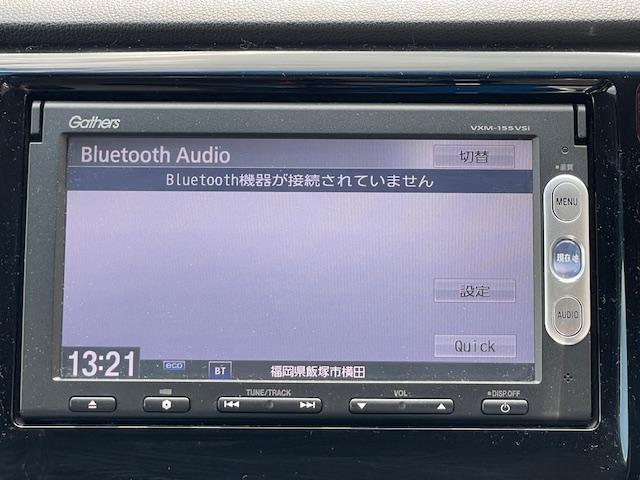 Gathers
VXM-155VSi
Bluetooth Audio
切替
Bluetooth機器が接続されていません
MENU
現在地
設定
AUDIO
Quick
13:21
eco
BT
福岡県飯塚市横田
TUNE/TRACK
VOL
DISP.OFF